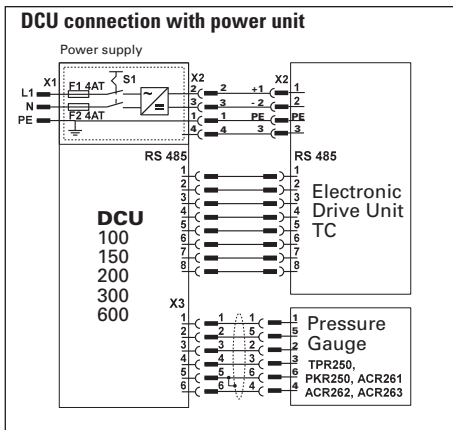 DCU connection with power unit
Power supply
X1 F1 4AT S1 X2 X2
L1 2 2 +1 1
N 3 3 - 2 2
PE F2 4AT 1 1 PE PE
4 4 3 3
RS 485 RS 485
1 1
2 2
3 3
4 4
5 5
6 6
7 7
8 8
DCU
100
150
200
300
600
Electronic
Drive Unit
TC
X3
1 1 1 1
2 2 5 5
3 3 2 2
4 4 3 3
5 5 6 6
6 6 4 4
Pressure
Gauge
TPR250,
PKR250, ACR261
ACR262, ACR263